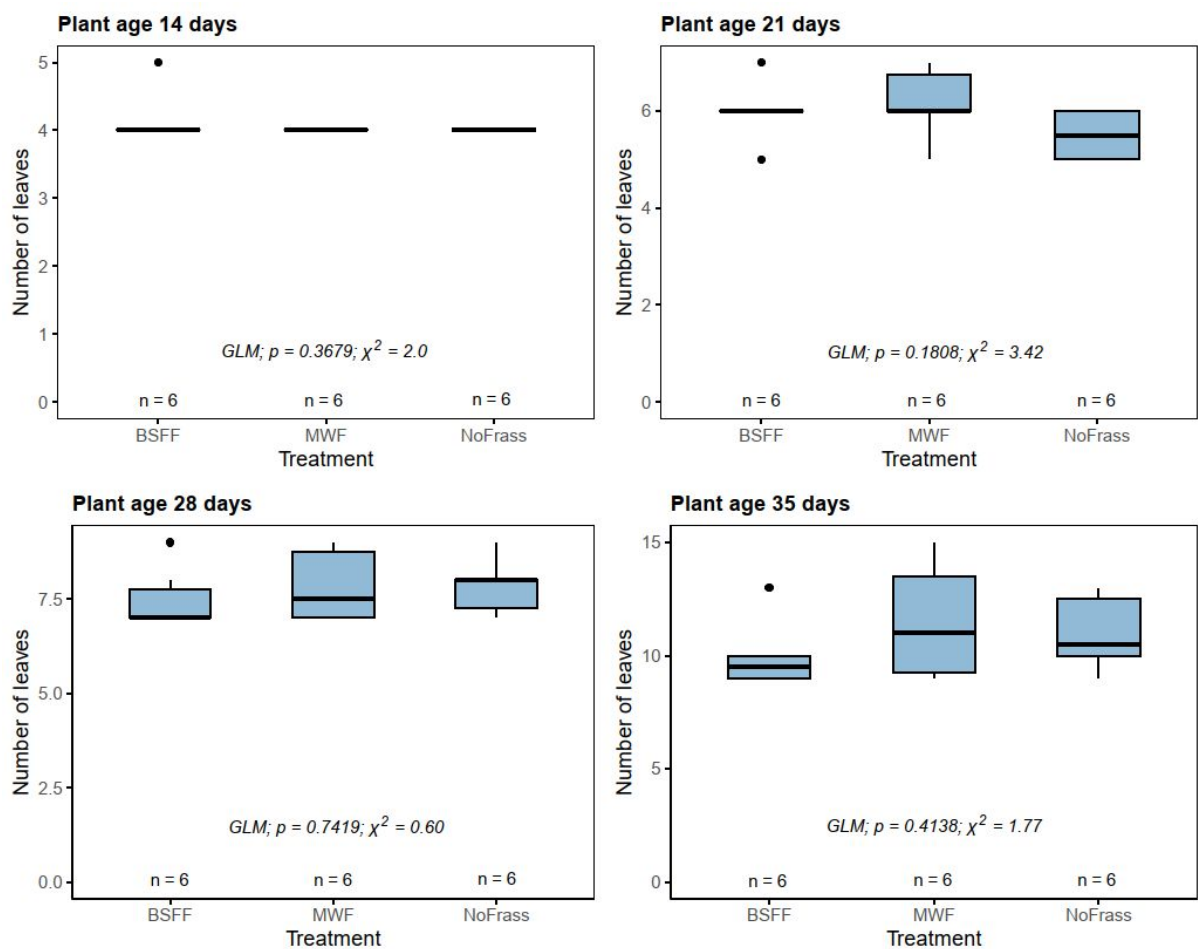 Plant age 14 days
Number of leaves
5
4
3
2
1
0
GLM; p = 0.3679; χ² = 2.0
n = 6 n = 6 n = 6
BSFF MWF NoFrass
Treatment
Plant age 21 days
Number of leaves
6
4
2
0
GLM; p = 0.1808; χ² = 3.42
n = 6 n = 6 n = 6
BSFF MWF NoFrass
Treatment
Plant age 28 days
Number of leaves
7.5
5.0
2.5
0.0
GLM; p = 0.7419; χ² = 0.60
n = 6 n = 6 n = 6
BSFF MWF NoFrass
Treatment
Plant age 35 days
Number of leaves
15
10
5
0
GLM; p = 0.4138; χ² = 1.77
n = 6 n = 6 n = 6
BSFF MWF NoFrass
Treatment